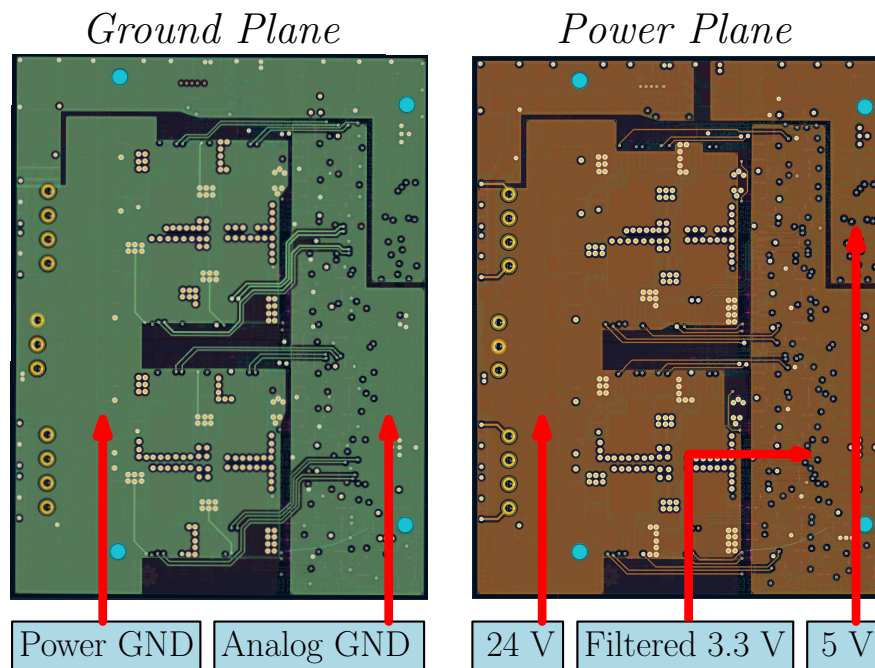 Ground Plane
Power Plane
Power GND
Analog GND
24 V
Filtered 3.3 V
5 V